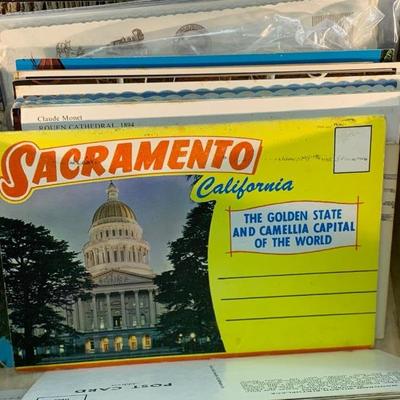 Claude Monet
ROUEN CATHEDRAL, 1894
SACRAMENTO
California
THE GOLDEN STATE
AND CAMELLIA CAPITAL
OF THE WORLD
POST CARD